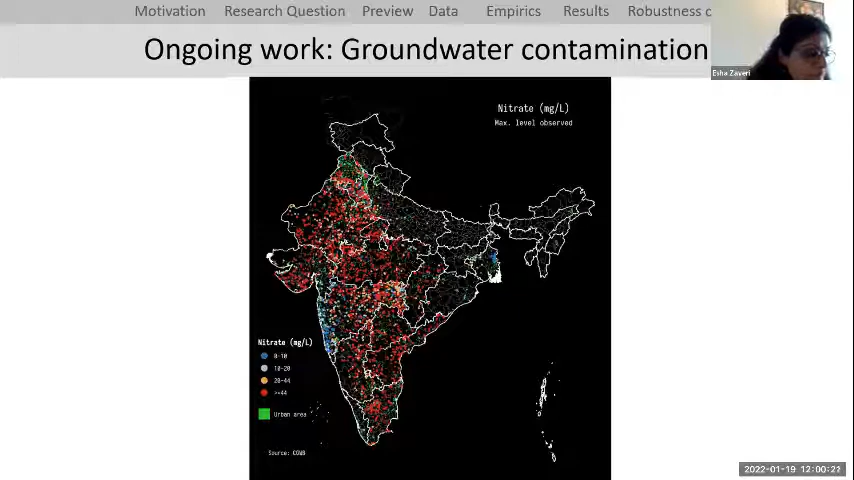 Motivation Research Question Preview Data Empirics Results Robustness c
Ongoing work: Groundwater contamination
Esha Zaveri
Nitrate (mg/L)
Max. level observed
Nitrate (mg/L)
0-10
10-20
20-44
>=44
Urban area
Source: CGWB
2022-01-19 12:00:21